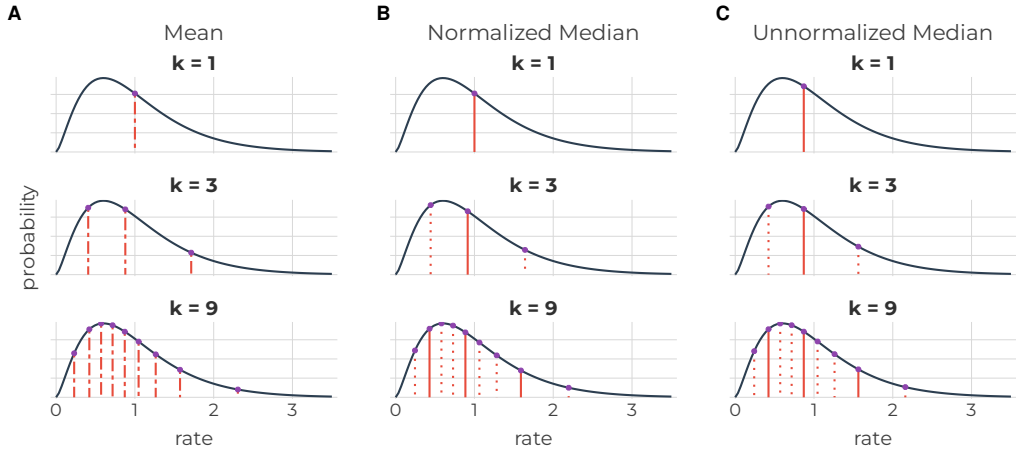 A
Mean
k = 1
k = 3
k = 9
probability
0 1 2 3
rate
B
Normalized Median
k = 1
k = 3
k = 9
0 1 2 3
rate
C
Unnormalized Median
k = 1
k = 3
k = 9
0 1 2 3
rate